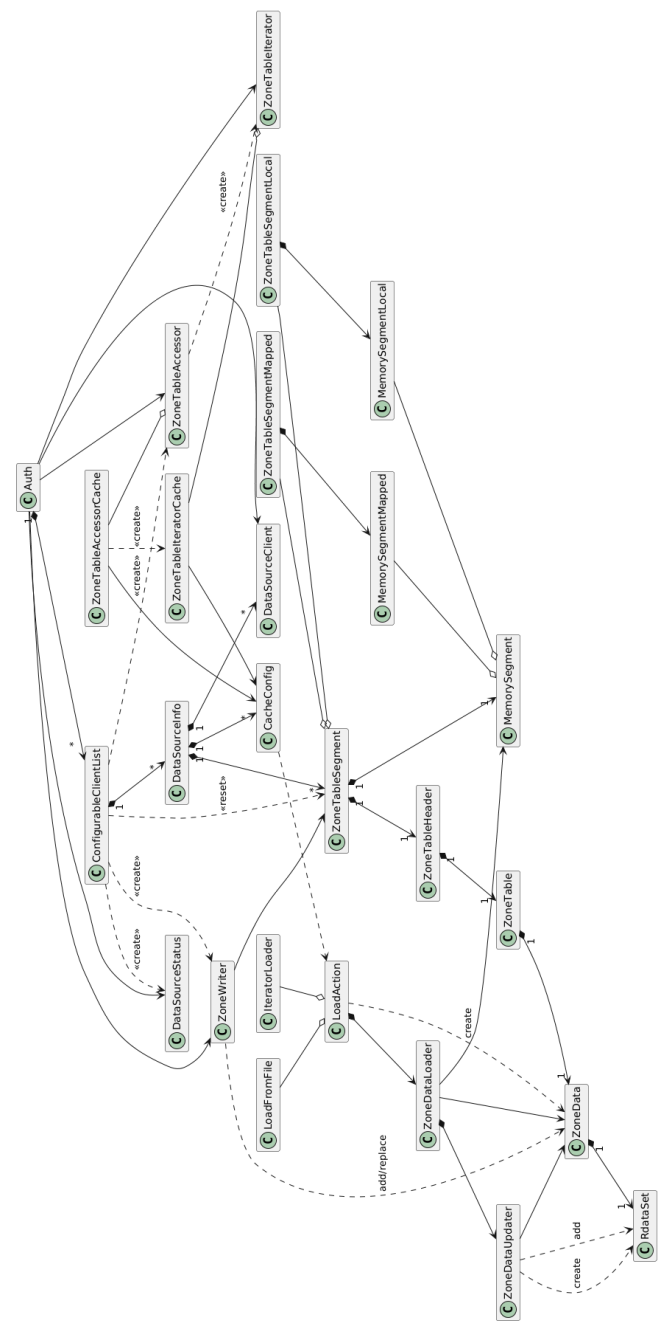 C Auth
1
*
C ConfigurableClientList
C ZoneTableAccessorCache
1
«create»
«create»
«create»
«create»
*
C DataSourceStatus
C DataSourceInfo
C ZoneTableIteratorCache
C ZoneTableAccessor
1
1
1
C ZoneWriter
«reset»
«create»
*
*
C LoadFromFile
C IteratorLoader
C CacheConfig
C DataSourceClient
C ZoneTableSegmentMapped
C ZoneTableSegmentLocal
C ZoneTableIterator
*
C LoadAction
C ZoneTableSegment
1
1
add/replace
C MemorySegmentMapped
C MemorySegmentLocal
1
C ZoneDataLoader
C ZoneTableHeader
1
create
1
1
C ZoneDataUpdater
C ZoneTable
C MemorySegment
1
1
create
add
C ZoneData
1
1
C RdataSet